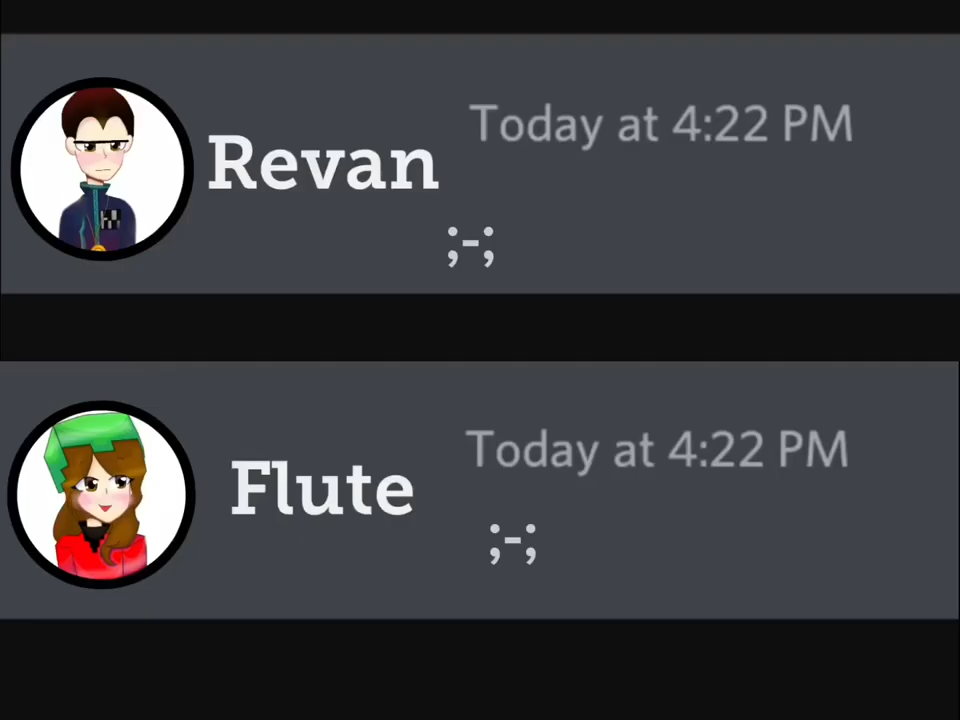 Revan Today at 4:22 PM
;-;
Flute Today at 4:22 PM
;-;